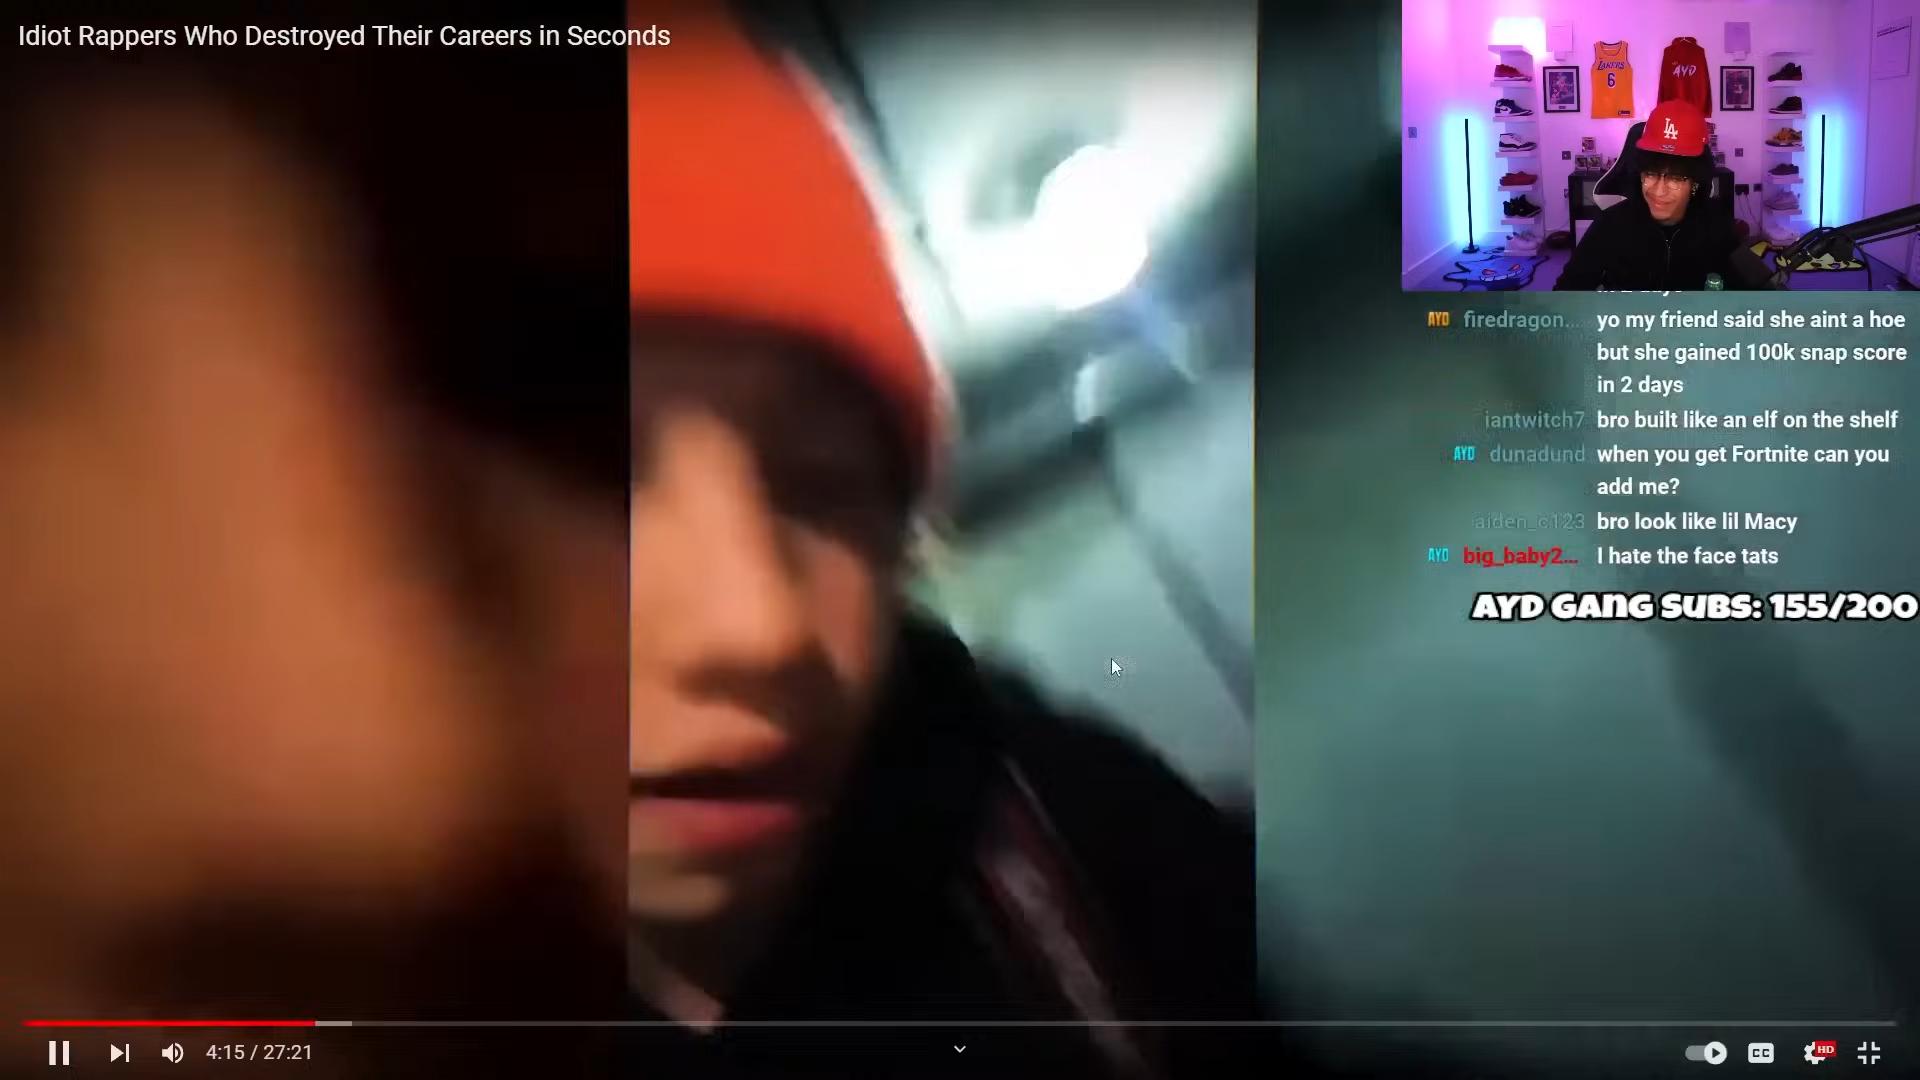 Idiot Rappers Who Destroyed Their Careers in Seconds
LAKERS
6
AYD
LA
AYD firedragon... yo my friend said she aint a hoe
but she gained 100k snap score
in 2 days
iantwitch7 bro built like an elf on the shelf
AYD dunadund when you get Fortnite can you
add me?
aiden_c123 bro look like lil Macy
AYD big_baby2... I hate the face tats
AYD GANG SUBS: 155/200
4:15 / 27:21
CC
HD